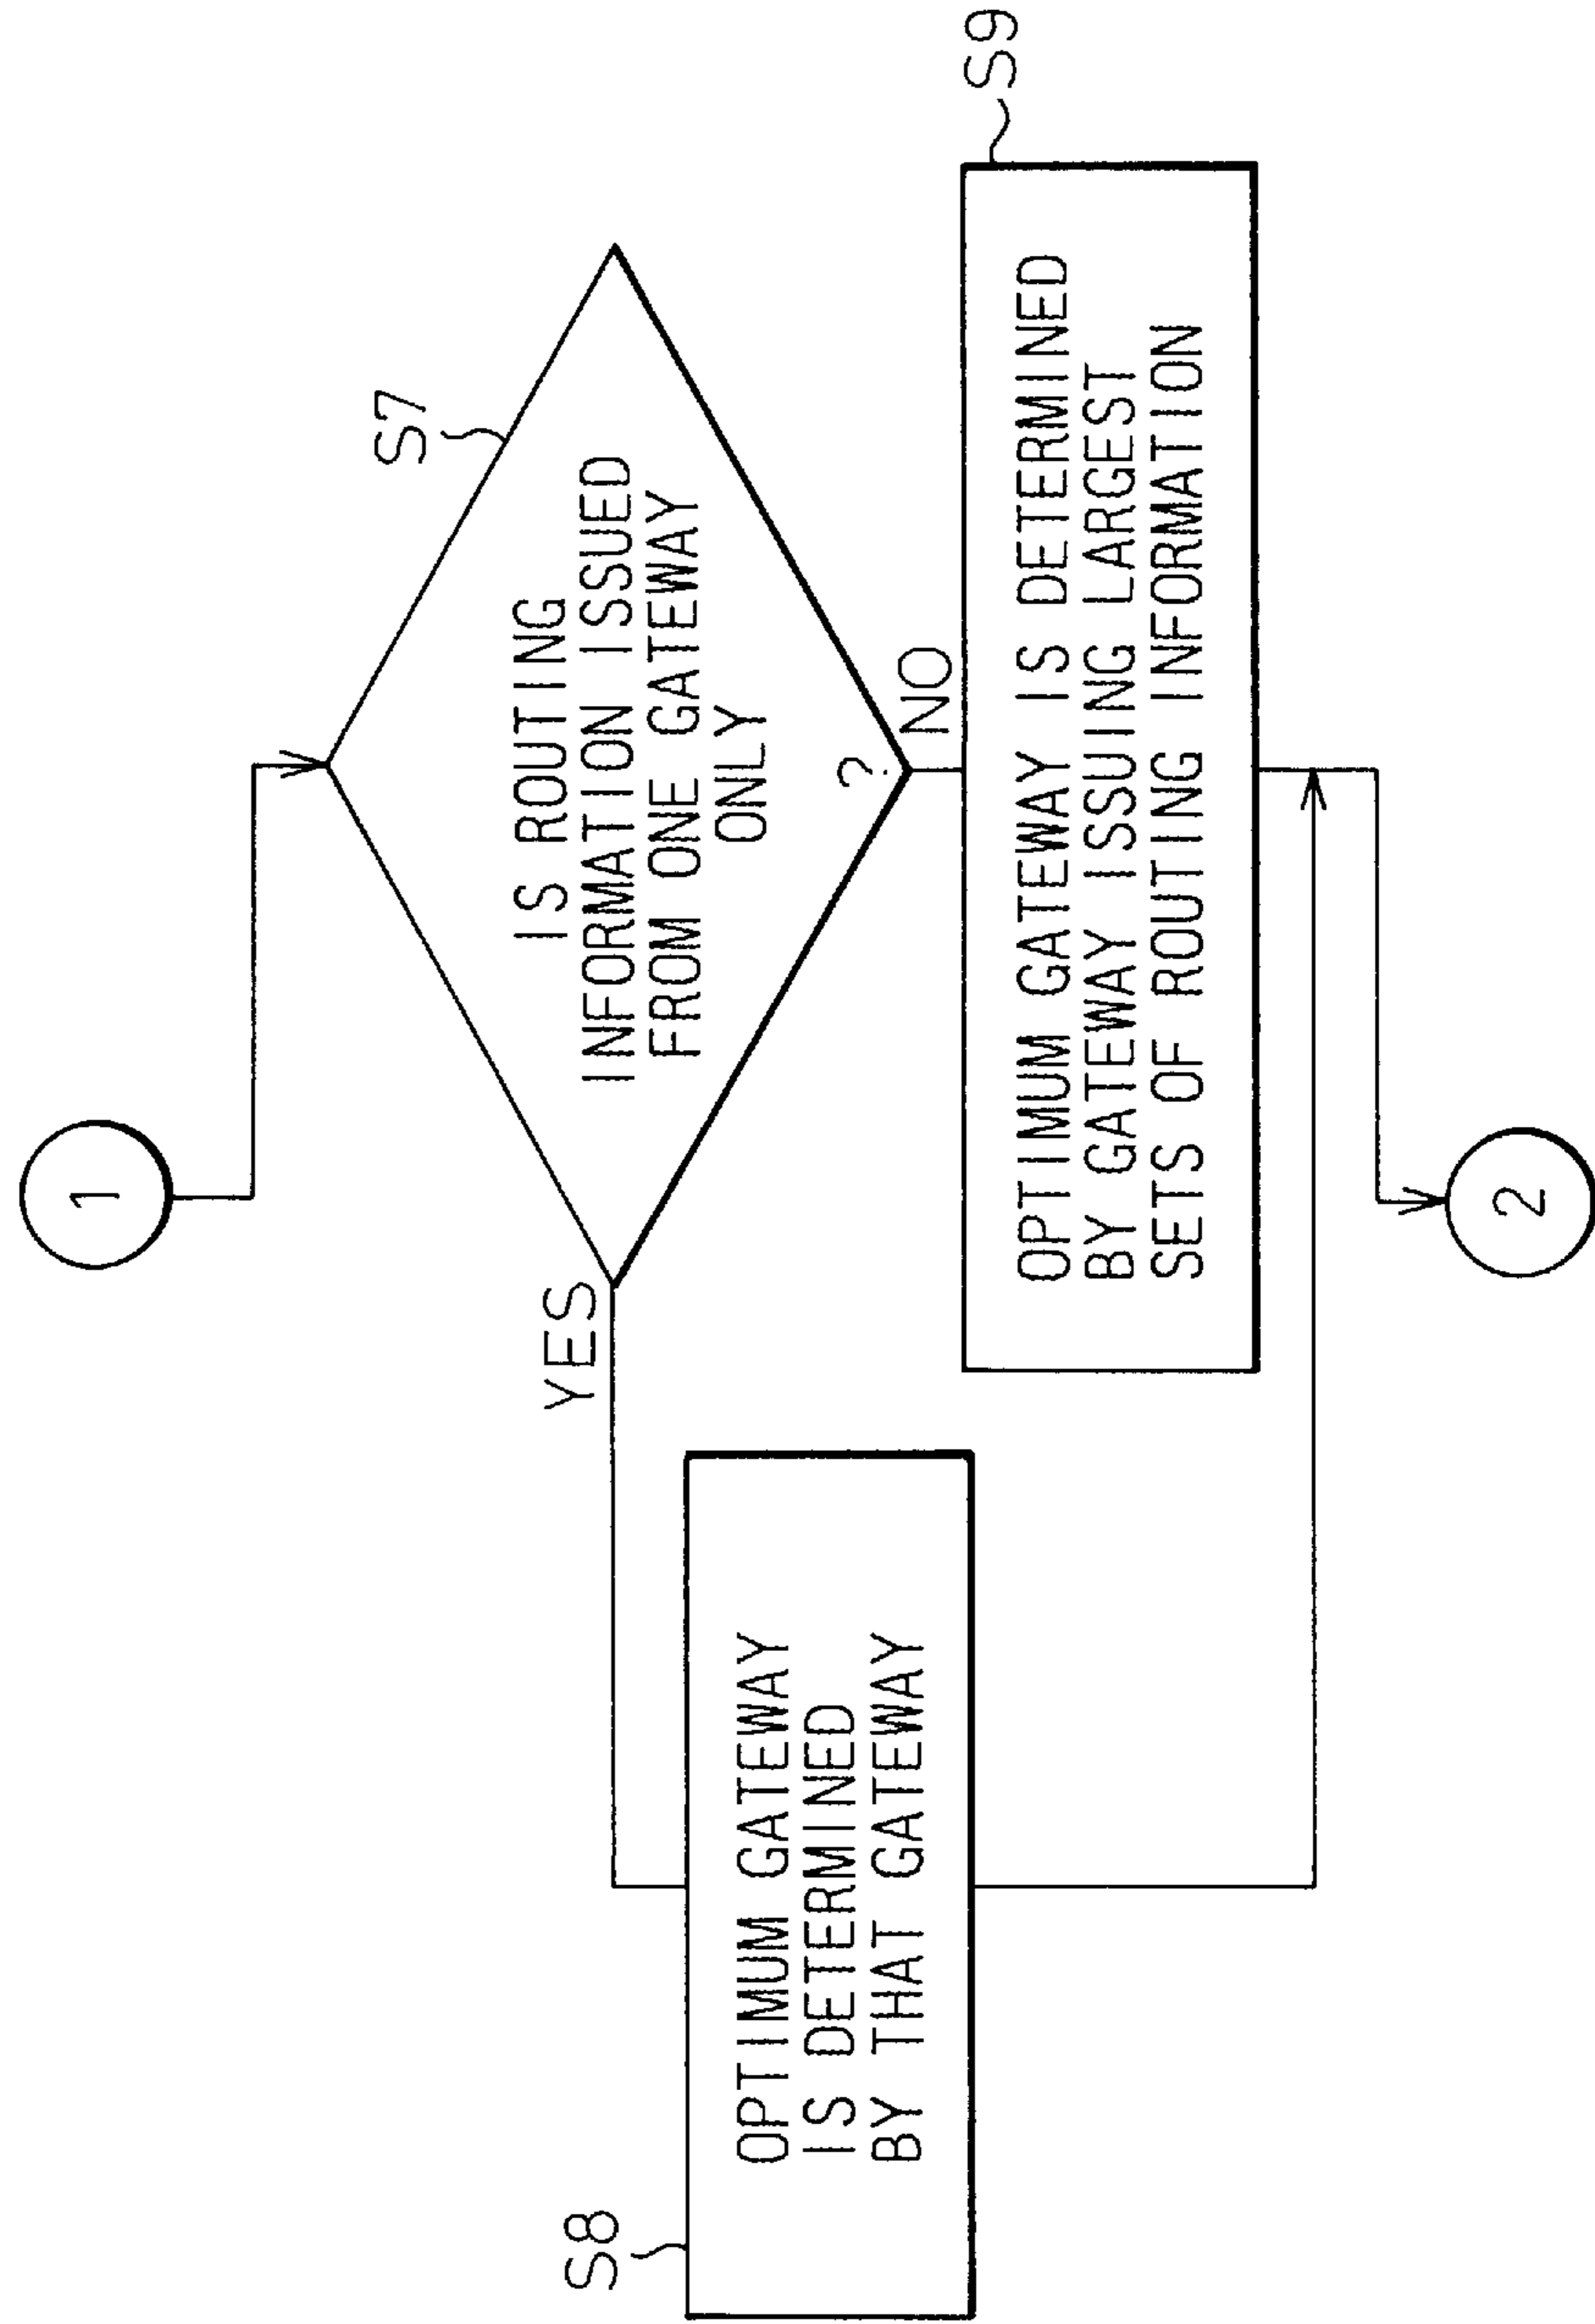 1
S7
IS ROUTING
INFORMATION ISSUED
FROM ONE GATEWAY
ONLY
?
YES
NO
S8
OPTIMUM GATEWAY
IS DETERMINED
BY THAT GATEWAY
S9
OPTIMUM GATEWAY IS DETERMINED
BY GATEWAY ISSUING LARGEST
SETS OF ROUTING INFORMATION
2